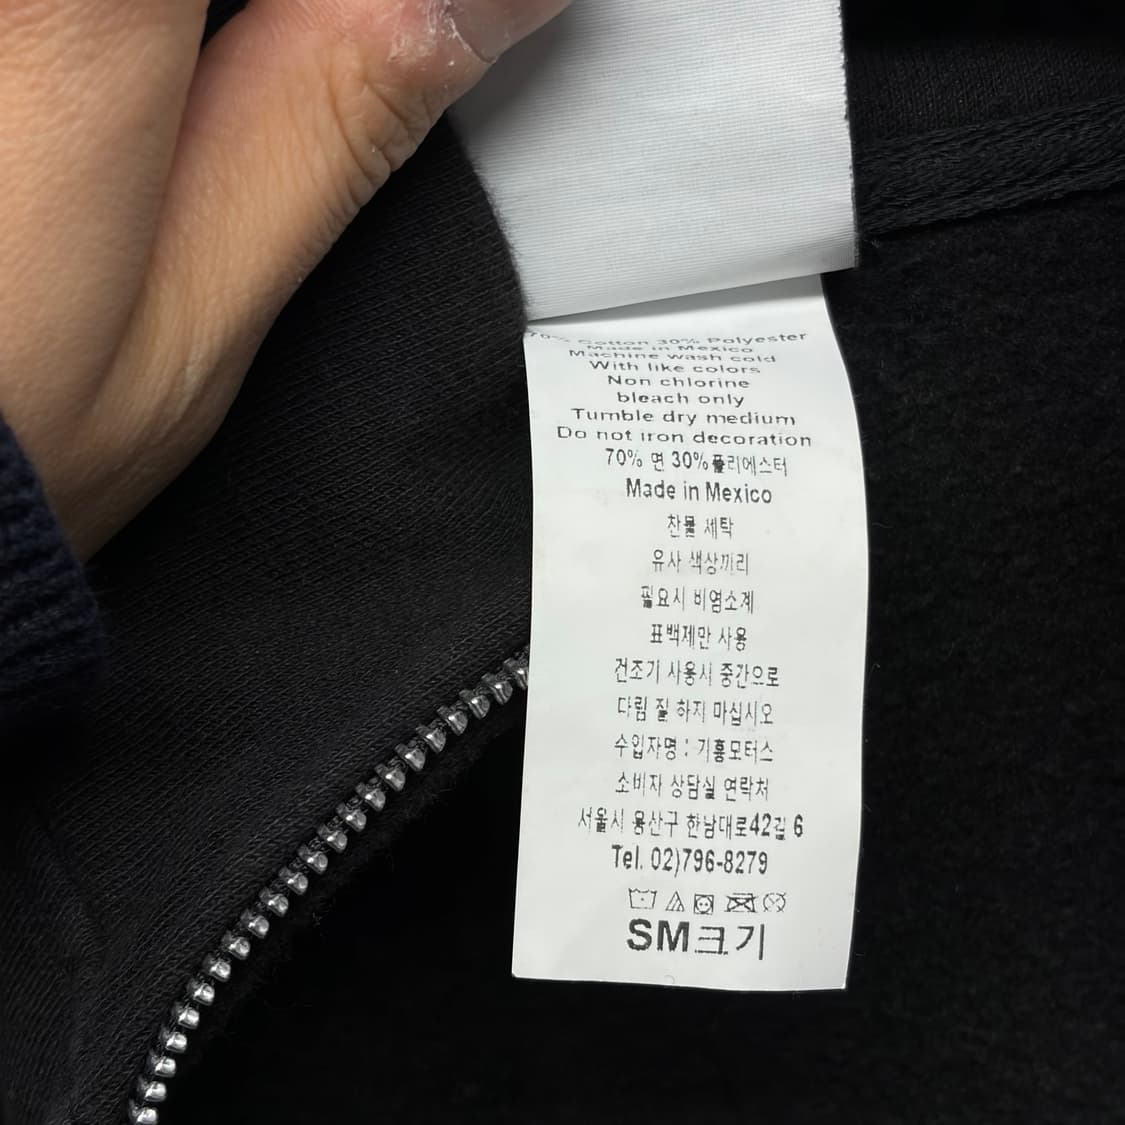 70% Cotton 30% Polyester
Made in Mexico
Machine wash cold
With like colors
Non chlorine
bleach only
Tumble dry medium
Do not iron decoration
70% 면 30%폴리에스터
Made in Mexico
찬물 세탁
유사 색상끼리
필요시 비염소계
표백제만 사용
건조기 사용시 중간으로
다림 질 하지 마십시오
수입자명 : 기흥모터스
소비자 상담실 연락처
서울시 용산구 한남대로42길 6
Tel. 02)796-8279
SM크기